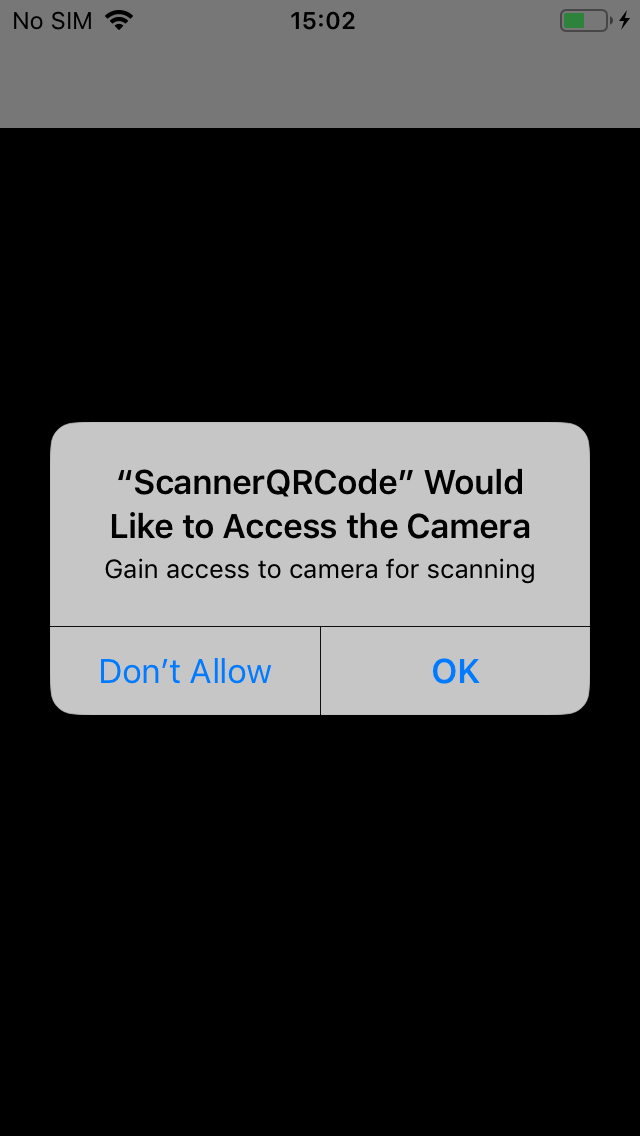 No SIM 15:02
“ScannerQRCode” Would
Like to Access the Camera
Gain access to camera for scanning
Don’t Allow OK